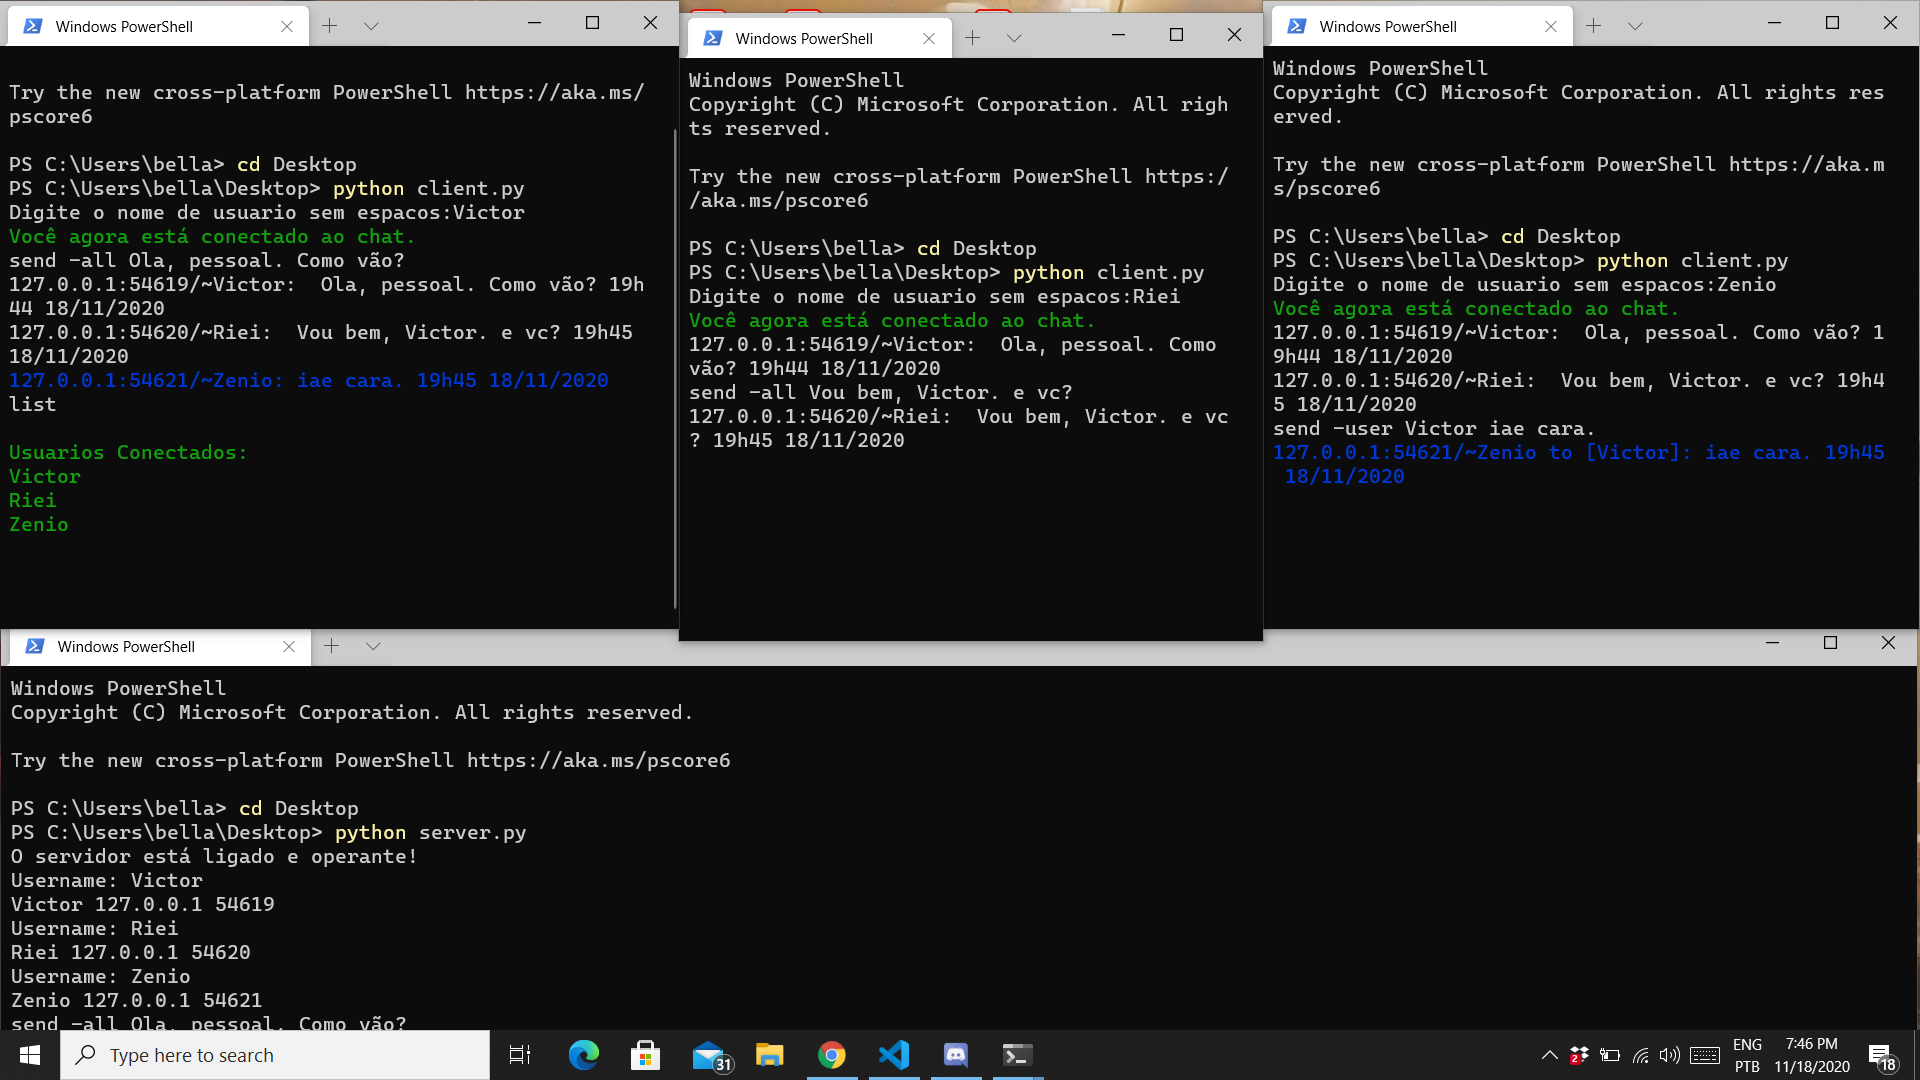 Windows PowerShell
Try the new cross-platform PowerShell https://aka.ms/
pscore6
PS C:\Users\bella> cd Desktop
PS C:\Users\bella\Desktop> python client.py
Digite o nome de usuario sem espacos:Victor
Você agora está conectado ao chat.
send -all Ola, pessoal. Como vão?
127.0.0.1:54619/~Victor:  Ola, pessoal. Como vão? 19h
44 18/11/2020
127.0.0.1:54620/~Riei:  Vou bem, Victor. e vc? 19h45
18/11/2020
127.0.0.1:54621/~Zenio: iae cara. 19h45 18/11/2020
list
Usuarios Conectados:
Victor
Riei
Zenio
Windows PowerShell
Windows PowerShell
Copyright (C) Microsoft Corporation. All righ
ts reserved.
Try the new cross-platform PowerShell https:/
/aka.ms/pscore6
PS C:\Users\bella> cd Desktop
PS C:\Users\bella\Desktop> python client.py
Digite o nome de usuario sem espacos:Riei
Você agora está conectado ao chat.
127.0.0.1:54619/~Victor:  Ola, pessoal. Como
vão? 19h44 18/11/2020
send -all Vou bem, Victor. e vc?
127.0.0.1:54620/~Riei:  Vou bem, Victor. e vc
? 19h45 18/11/2020
Windows PowerShell
Windows PowerShell
Copyright (C) Microsoft Corporation. All rights res
erved.
Try the new cross-platform PowerShell https://aka.m
s/pscore6
PS C:\Users\bella> cd Desktop
PS C:\Users\bella\Desktop> python client.py
Digite o nome de usuario sem espacos:Zenio
Você agora está conectado ao chat.
127.0.0.1:54619/~Victor:  Ola, pessoal. Como vão? 1
9h44 18/11/2020
127.0.0.1:54620/~Riei:  Vou bem, Victor. e vc? 19h4
5 18/11/2020
send -user Victor iae cara.
127.0.0.1:54621/~Zenio to [Victor]: iae cara. 19h45
18/11/2020
Windows PowerShell
Windows PowerShell
Copyright (C) Microsoft Corporation. All rights reserved.
Try the new cross-platform PowerShell https://aka.ms/pscore6
PS C:\Users\bella> cd Desktop
PS C:\Users\bella\Desktop> python server.py
O servidor está ligado e operante!
Username: Victor
Victor 127.0.0.1 54619
Username: Riei
Riei 127.0.0.1 54620
Username: Zenio
Zenio 127.0.0.1 54621
send -all Ola, pessoal. Como vão?
Type here to search
31
2
ENG
PTB
7:46 PM
11/18/2020
18